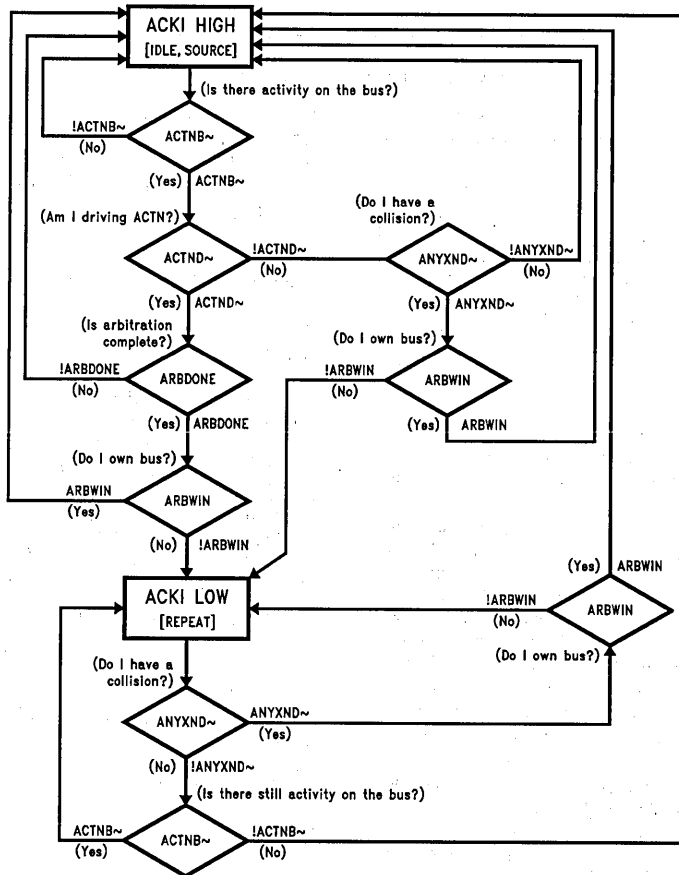 ACKI HIGH
[IDLE, SOURCE]
(Is there activity on the bus?)
!ACTNB~
(No)
ACTNB~
(Yes) ACTNB~
(Am I driving ACTN?)
(Do I have a
collision?)
ACTND~
!ACTND~
(No)
ANYXND~
!ANYXND~
(No)
(Yes) ACTND~
(Yes) ANYXND~
(Is arbitration
complete?)
(Do I own bus?)
!ARBDONE
(No)
ARBDONE
!ARBWIN
(No)
ARBWIN
(Yes) ARBDONE
(Yes) ARBWIN
(Do I own bus?)
ARBWIN
(Yes)
ARBWIN
(No) !ARBWIN
(Yes) ARBWIN
ACKI LOW
[REPEAT]
!ARBWIN
(No)
ARBWIN
(Do I own bus?)
(Do I have a
collision?)
ANYXND~
ANYXND~
(Yes)
(No) !ANYXND~
(Is there still activity on the bus?)
ACTNB~
(Yes)
ACTNB~
!ACTNB~
(No)